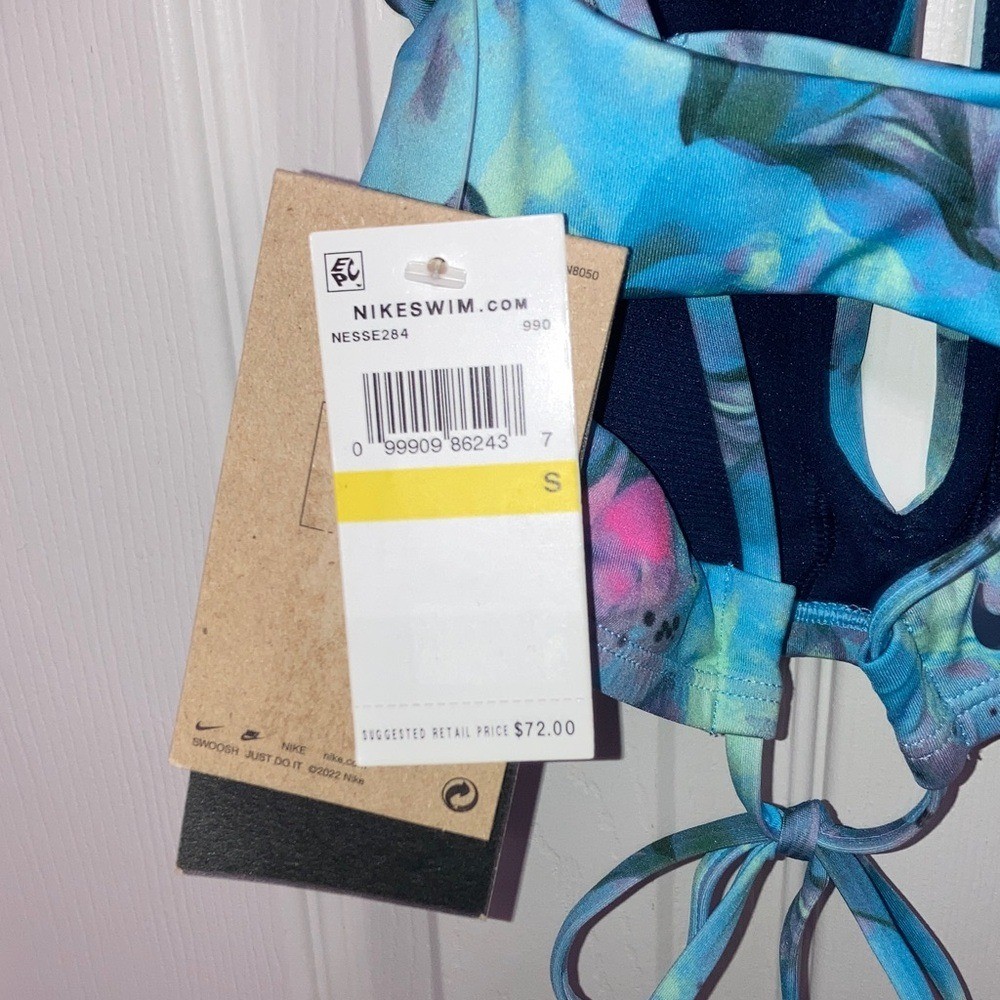 EPC
NIKESWIM.COM
NESSE284 990
0 99909 86243 7
S
SUGGESTED RETAIL PRICE $72.00
NIKE
SWOOSH JUST DO IT ©2022 Nike